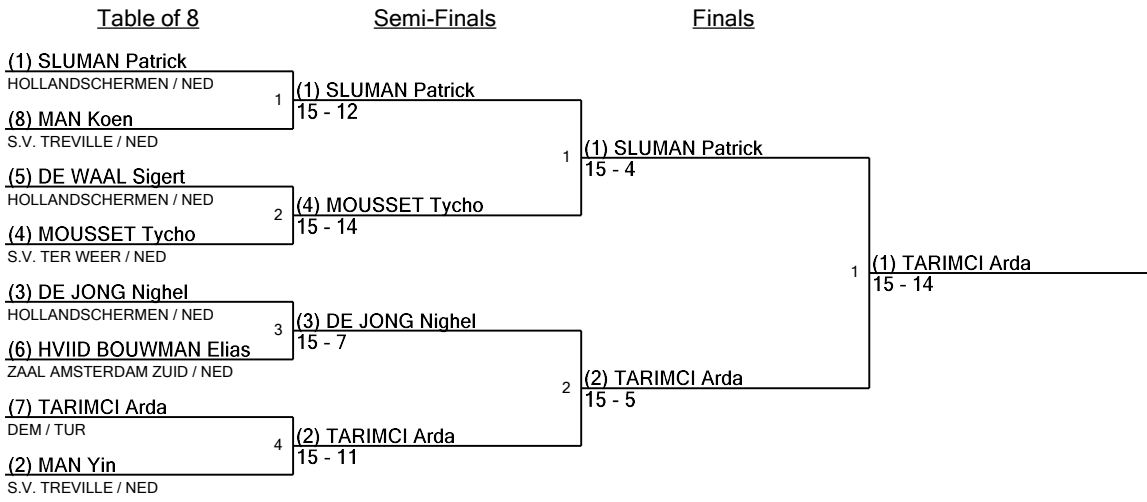 Table of 8
Semi-Finals
Finals
(1) SLUMAN Patrick
HOLLANDSCHERMEN / NED
1
(1) SLUMAN Patrick
15 - 12
(8) MAN Koen
S.V. TREVILLE / NED
1
(1) SLUMAN Patrick
15 - 4
(5) DE WAAL Sigert
HOLLANDSCHERMEN / NED
2
(4) MOUSSET Tycho
15 - 14
(4) MOUSSET Tycho
S.V. TER WEER / NED
1
(1) TARIMCI Arda
15 - 14
(3) DE JONG Nighel
HOLLANDSCHERMEN / NED
3
(3) DE JONG Nighel
15 - 7
(6) HVIID BOUWMAN Elias
ZAAL AMSTERDAM ZUID / NED
2
(2) TARIMCI Arda
15 - 5
(7) TARIMCI Arda
DEM / TUR
4
(2) TARIMCI Arda
15 - 11
(2) MAN Yin
S.V. TREVILLE / NED